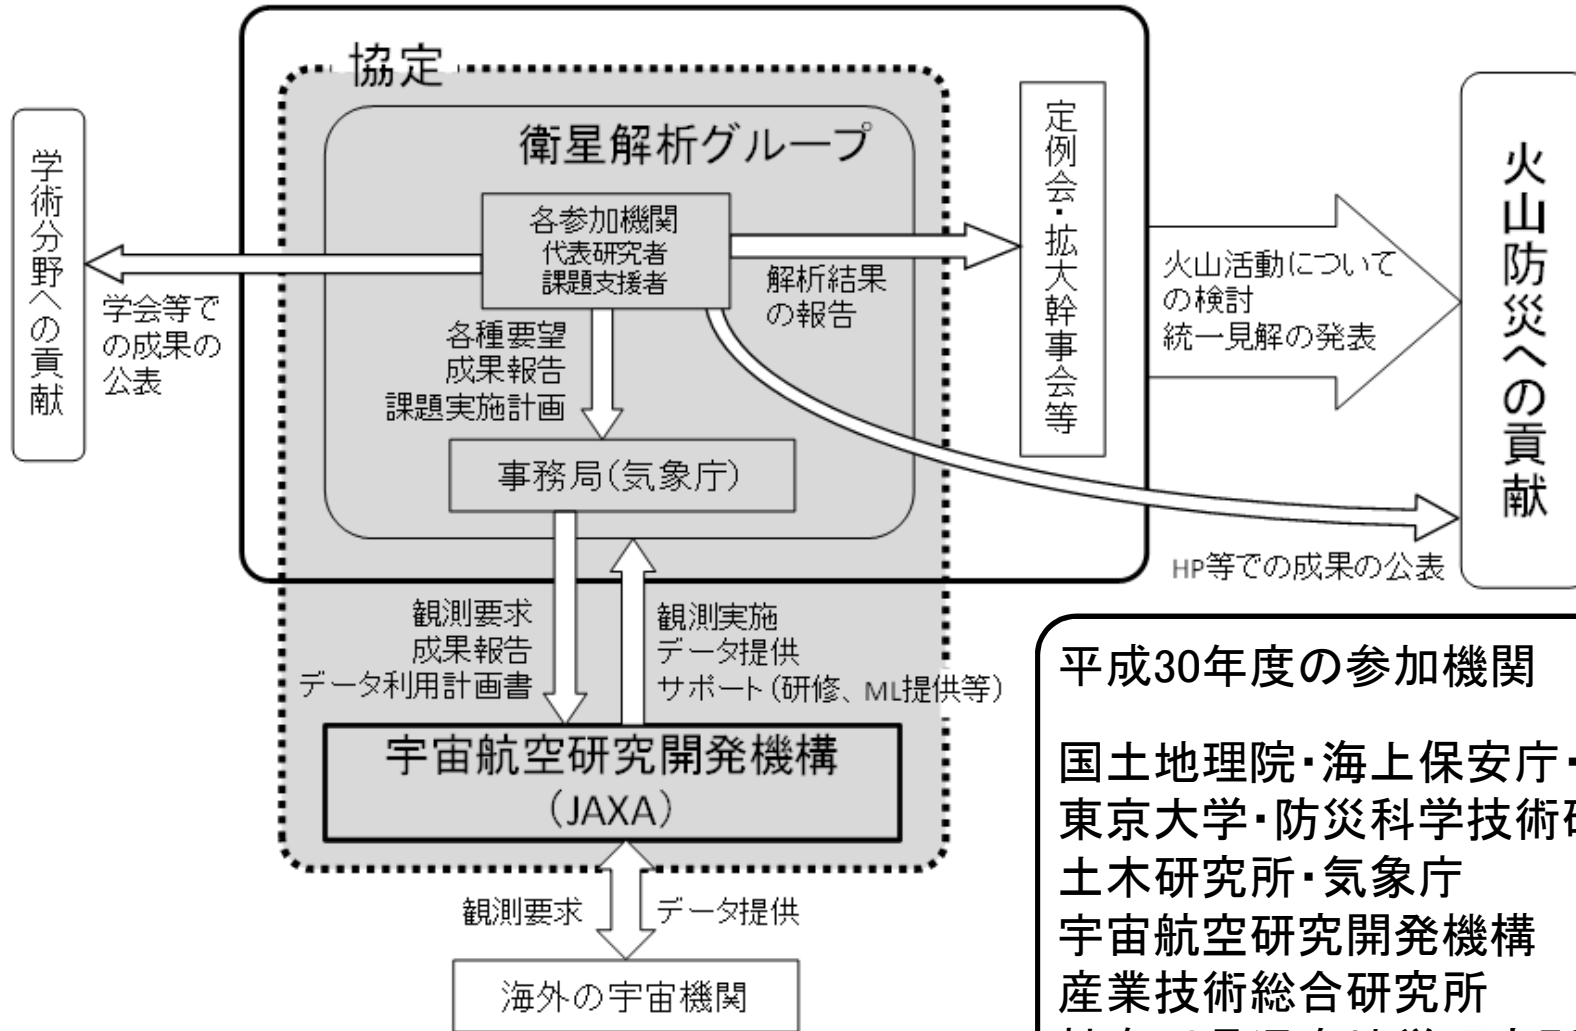 協定
衛星解析グループ
各参加機関
代表研究者
課題支援者
学術分野への貢献
学会等で
の成果の
公表
解析結果
の報告
定例会・拡大幹事会等
火山活動について
の検討
統一見解の発表
火山防災への貢献
各種要望
成果報告
課題実施計画
事務局(気象庁)
HP等での成果の公表
観測要求
成果報告
データ利用計画書
観測実施
データ提供
サポート(研修、ML提供等)
宇宙航空研究開発機構
(JAXA)
観測要求
データ提供
海外の宇宙機関
平成30年度の参加機関
国土地理院・海上保安庁・
東京大学・防災科学技術
土木研究所・気象庁
宇宙航空研究開発機構
産業技術総合研究所